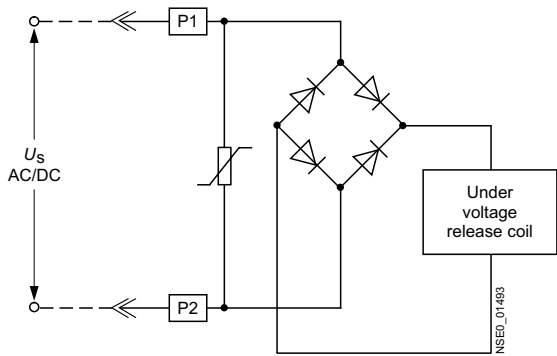 P1
U_s
AC/DC
Under
voltage
release coil
P2
NSE0_01493